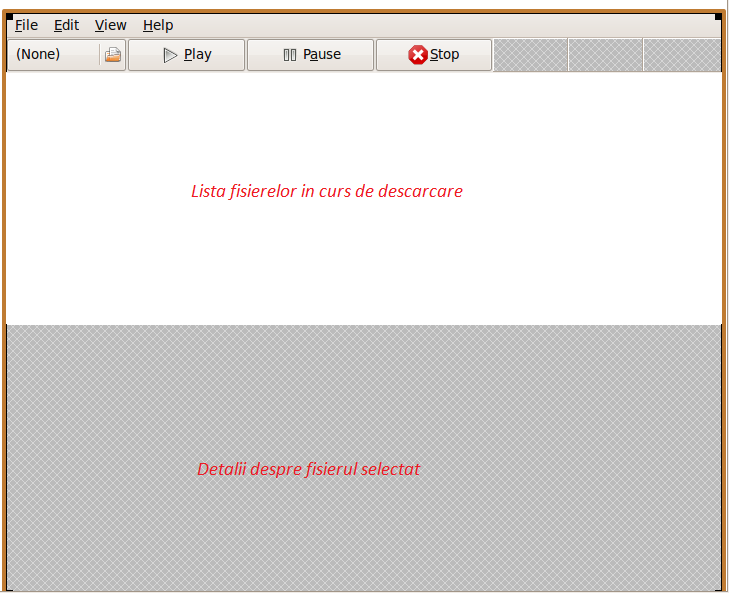 File Edit View Help
(None) Play Pause Stop
Lista fisierelor in curs de descarcare
Detalii despre fisierul selectat